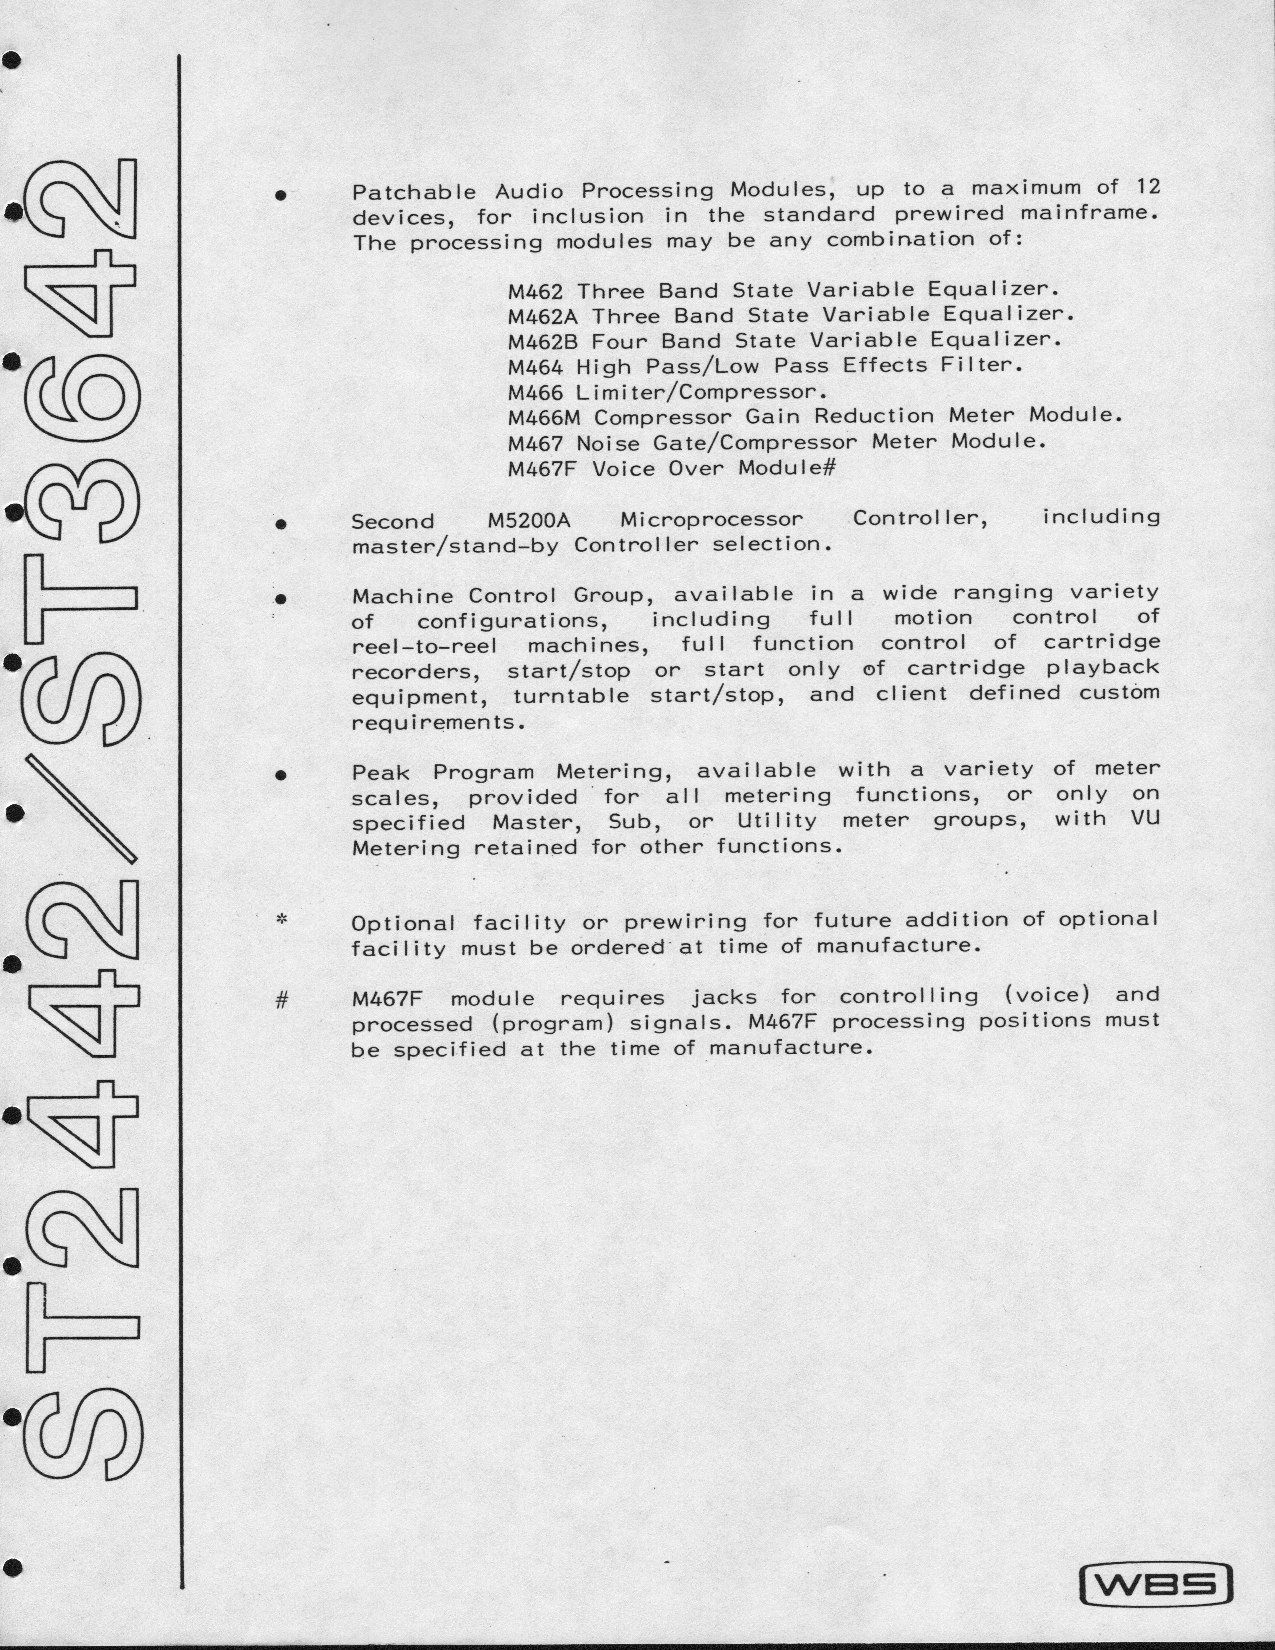 ST2442/ST3642
• Patchable Audio Processing Modules, up to a maximum of 12
devices, for inclusion in the standard prewired mainframe.
The processing modules may be any combination of:
M462 Three Band State Variable Equalizer.
M462A Three Band State Variable Equalizer.
M462B Four Band State Variable Equalizer.
M464 High Pass/Low Pass Effects Filter.
M466 Limiter/Compressor.
M466M Compressor Gain Reduction Meter Module.
M467 Noise Gate/Compressor Meter Module.
M467F Voice Over Module#
• Second M5200A Microprocessor Controller, including
master/stand-by Controller selection.
• Machine Control Group, available in a wide ranging variety
of configurations, including full motion control of
reel-to-reel machines, full function control of cartridge
recorders, start/stop or start only of cartridge playback
equipment, turntable start/stop, and client defined custom
requirements.
• Peak Program Metering, available with a variety of meter
scales, provided for all metering functions, or only on
specified Master, Sub, or Utility meter groups, with VU
Metering retained for other functions.
* Optional facility or prewiring for future addition of optional
facility must be ordered at time of manufacture.
# M467F module requires jacks for controlling (voice) and
processed (program) signals. M467F processing positions must
be specified at the time of manufacture.
WBS